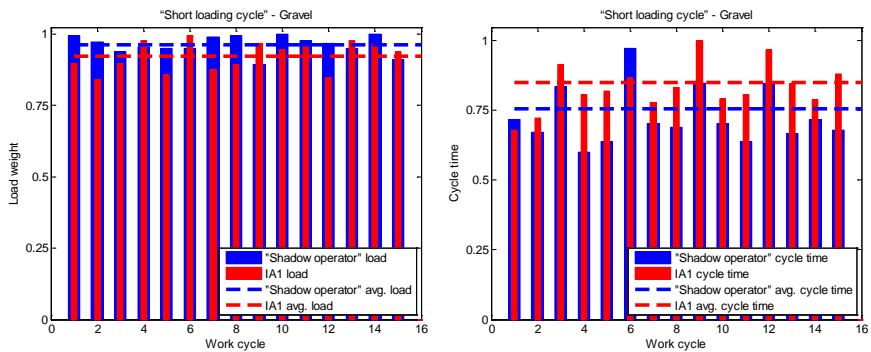 “Short loading cycle” - Gravel
1
0.75
0.5
0.25
0
Load weight
"Shadow operator" load
IA1 load
"Shadow operator" avg. load
IA1 avg. load
0 2 4 6 8 10 12 14 16
Work cycle
“Short loading cycle” - Gravel
1
0.75
0.5
0.25
0
Cycle time
"Shadow operator" cycle time
IA1 cycle time
"Shadow operator" avg. cycle time
IA1 avg. cycle time
0 2 4 6 8 10 12 14 16
Work cycle